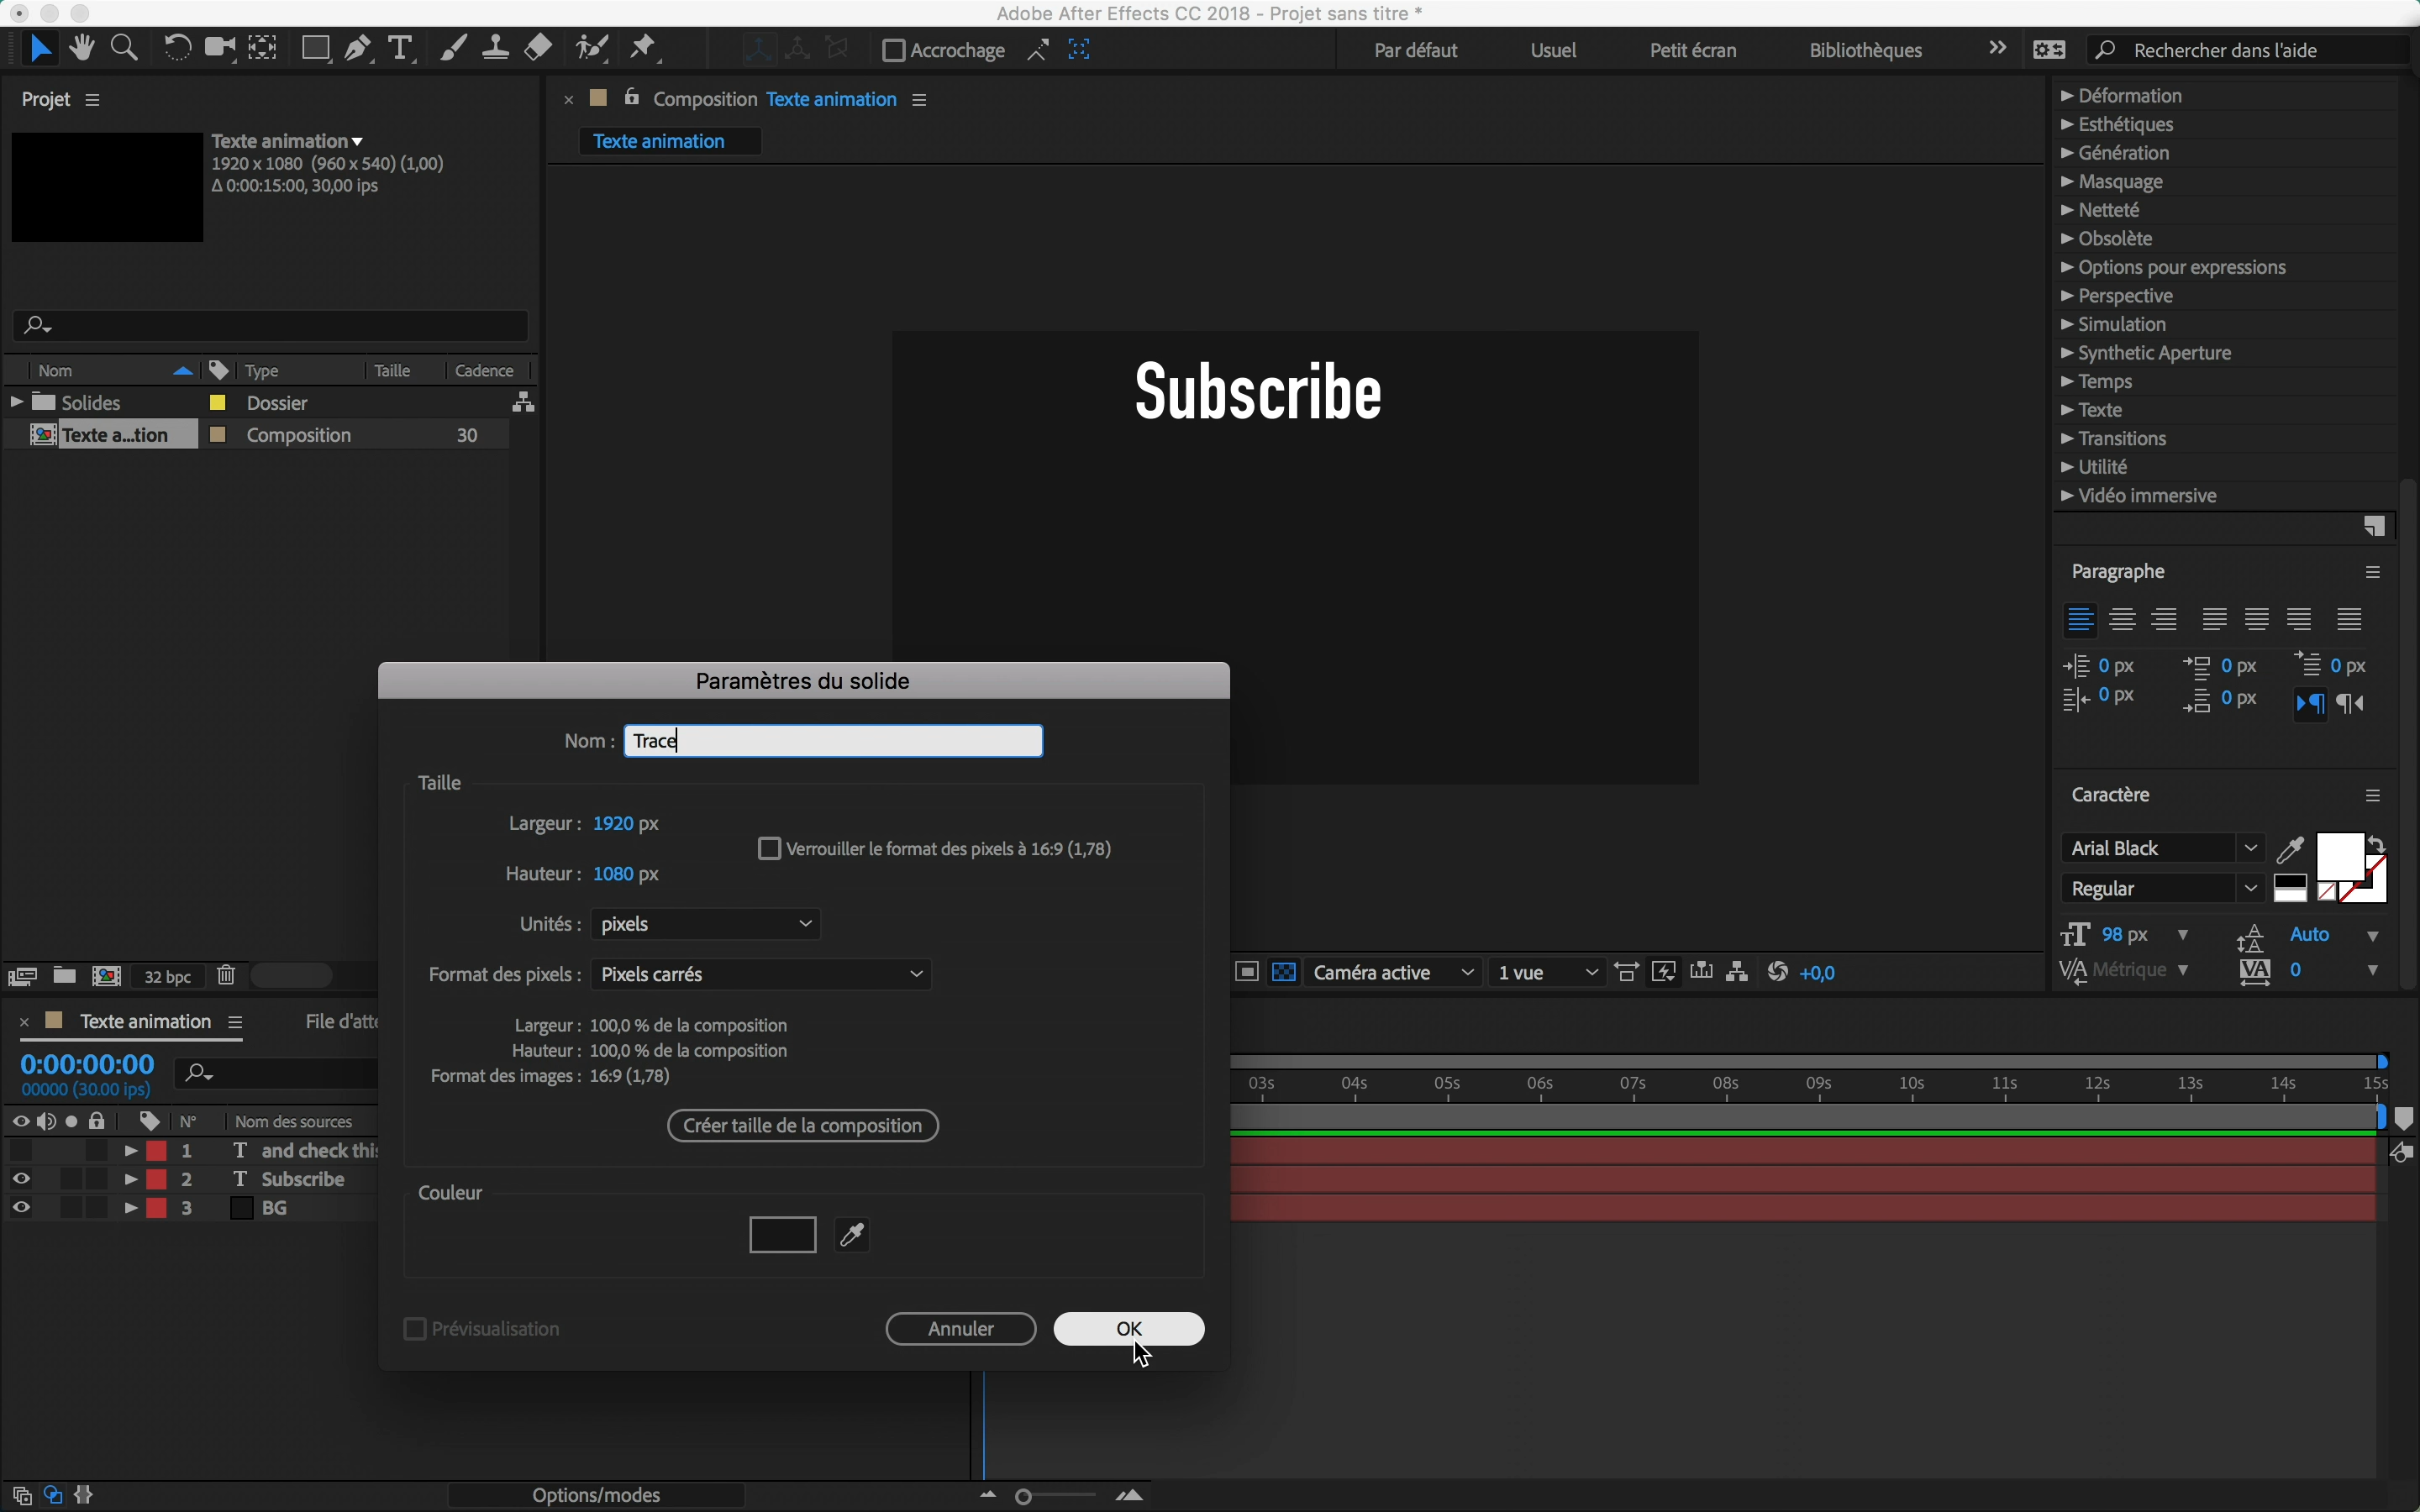 Adobe After Effects CC 2018 - Projet sans titre *
Accrochage
Par défaut
Usuel
Petit écran
Bibliothèques
Rechercher dans l'aide
Projet
Texte animation
1920 x 1080 (960 x 540) (1,00)
Δ 0:00:15:00, 30,00 ips
Nom
Type
Taille
Cadence
Solides
Dossier
Texte a...tion
Composition
30
32 bpc
Composition Texte animation
Texte animation
Subscribe
Caméra active
1 vue
+0,0
Déformation
Esthétiques
Génération
Masquage
Netteté
Obsolète
Options pour expressions
Perspective
Simulation
Synthetic Aperture
Temps
Texte
Transitions
Utilité
Vidéo immersive
Paragraphe
0 px
0 px
0 px
0 px
0 px
Caractère
Arial Black
Regular
98 px
Auto
Métrique
0
Paramètres du solide
Nom : Trace
Taille
Largeur : 1920 px
Verrouiller le format des pixels à 16:9 (1,78)
Hauteur : 1080 px
Unités : pixels
Format des pixels : Pixels carrés
Largeur : 100,0 % de la composition
Hauteur : 100,0 % de la composition
Format des images : 16:9 (1,78)
Créer taille de la composition
Couleur
Prévisualisation
Annuler
OK
Texte animation
File d'atte
0:00:00:00
00000 (30.00 ips)
N°
Nom des sources
1 T and check this
2 T Subscribe
3 BG
03s 04s 05s 06s 07s 08s 09s 10s 11s 12s 13s 14s 15s
Options/modes